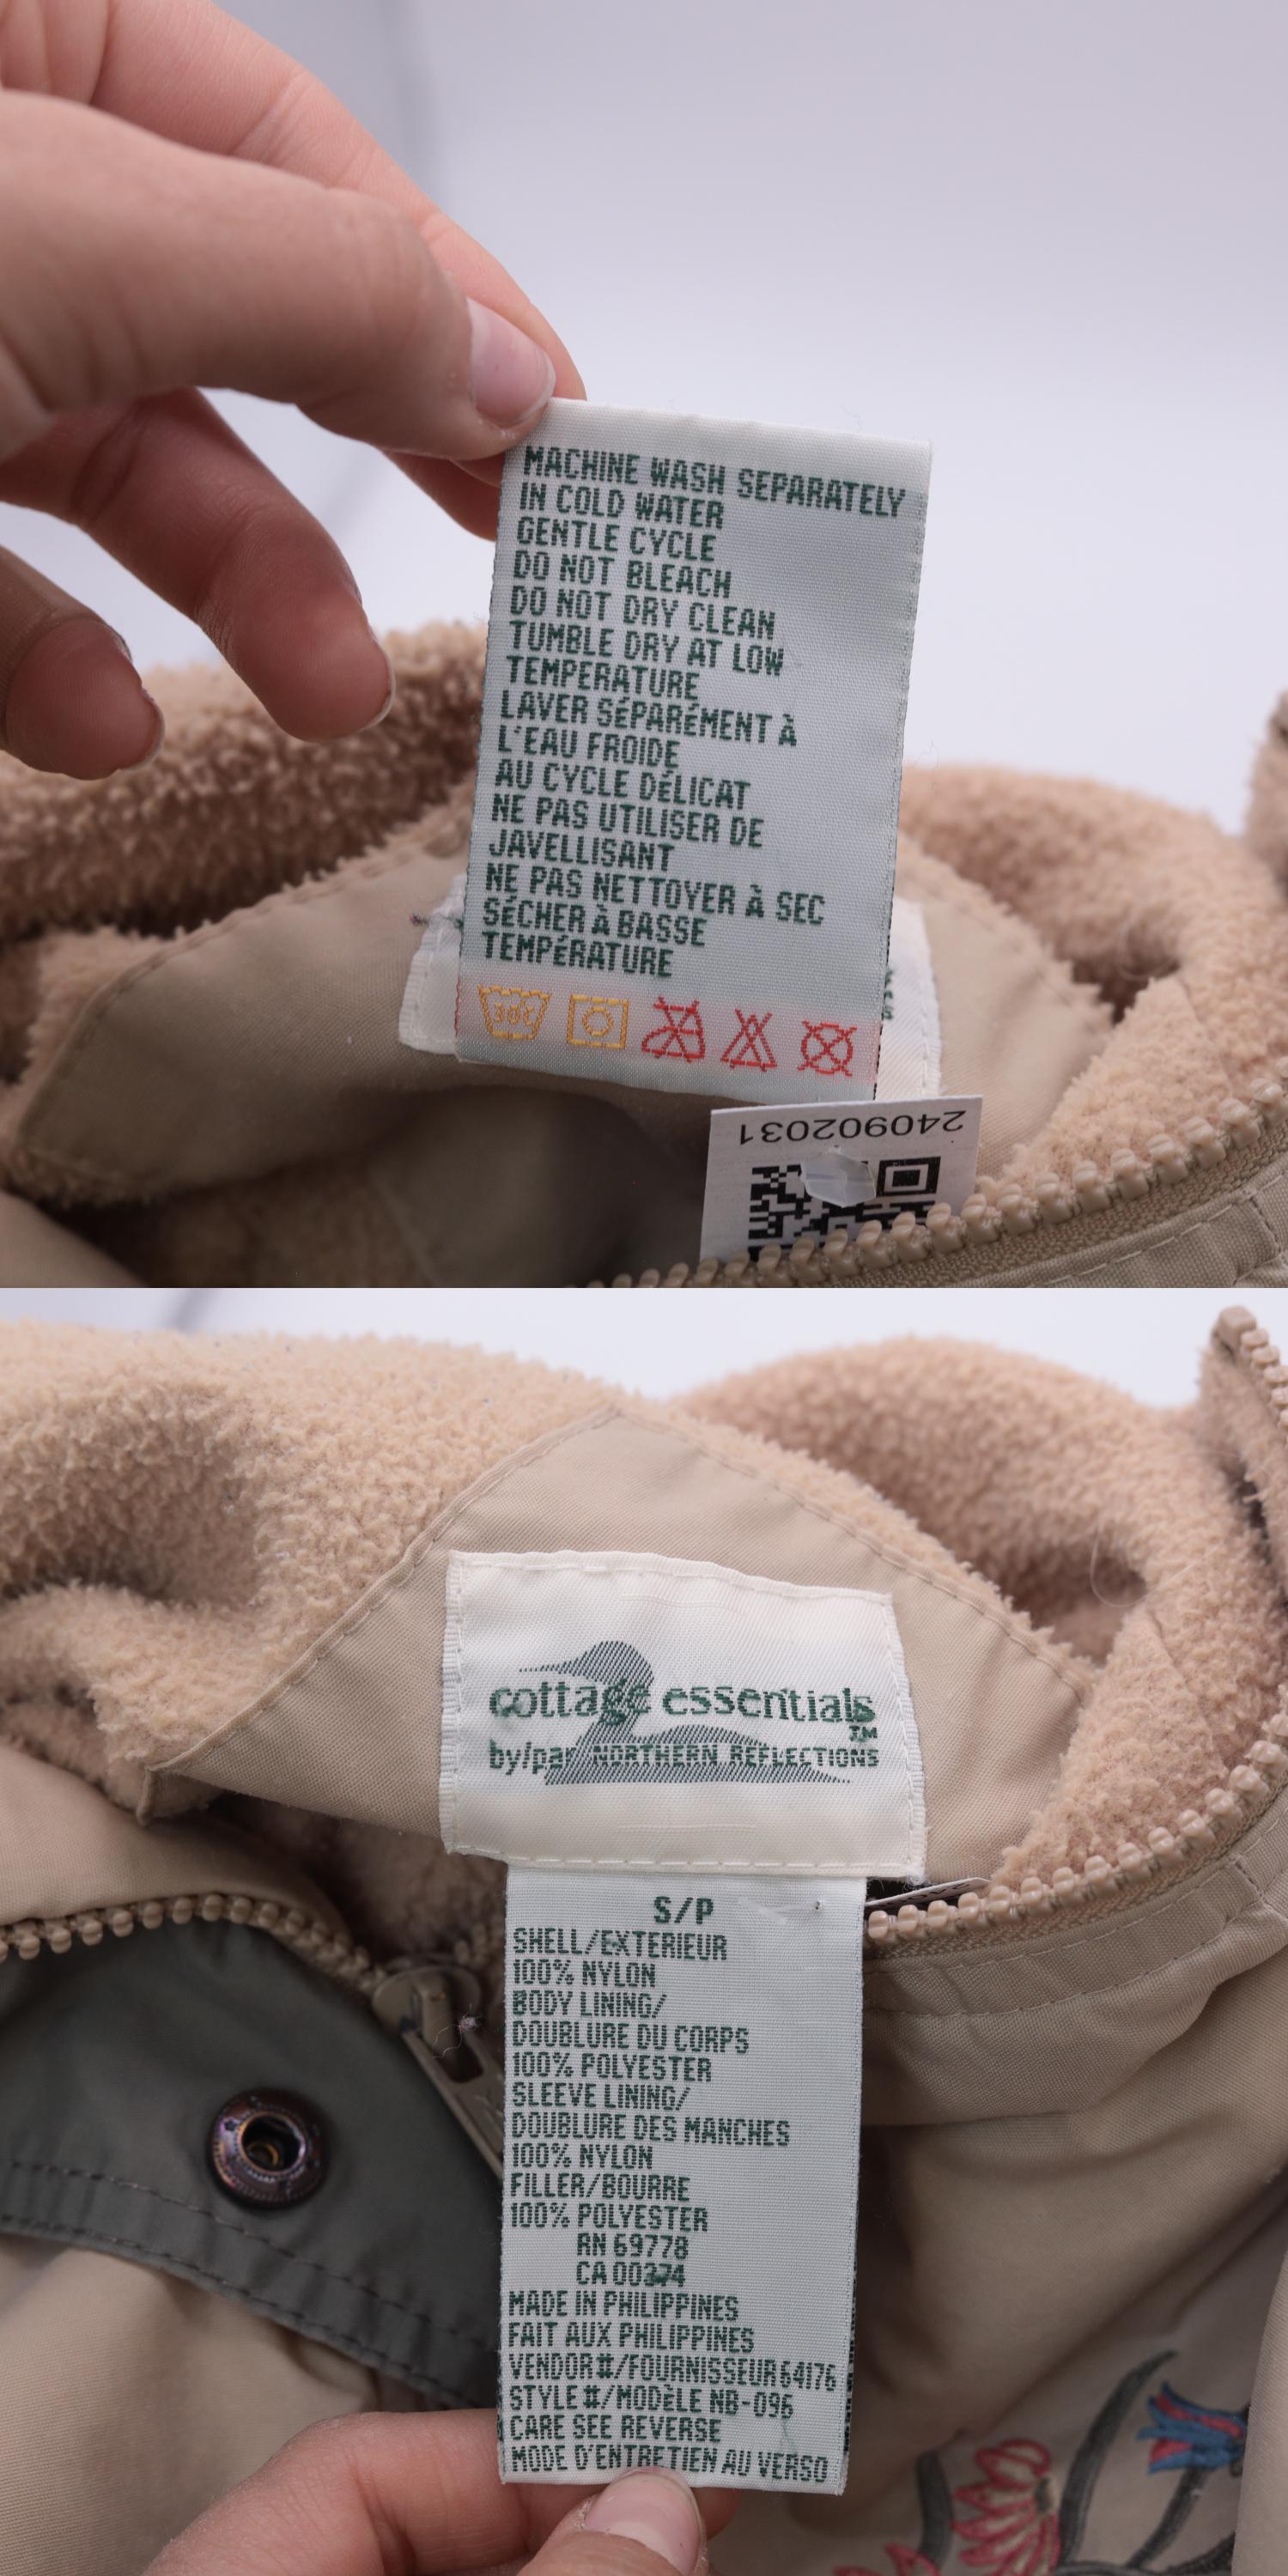 MACHINE WASH SEPARATELY
IN COLD WATER
GENTLE CYCLE
DO NOT BLEACH
DO NOT DRY CLEAN
TUMBLE DRY AT LOW
TEMPERATURE
LAVER SÉPARÉMENT À
L'EAU FROIDE
AU CYCLE DÉLICAT
NE PAS UTILISER DE
JAVELLISANT
NE PAS NETTOYER À SEC
SÉCHER À BASSE
TEMPÉRATURE
30C
240902031
cottage essentials
TM
by/par NORTHERN REFLECTIONS
S/P
SHELL/EXTERIEUR
100% NYLON
BODY LINING/
DOUBLURE DU CORPS
100% POLYESTER
SLEEVE LINING/
DOUBLURE DES MANCHES
100% NYLON
FILLER/BOURRE
100% POLYESTER
RN 69778
CA 00374
MADE IN PHILIPPINES
FAIT AUX PHILIPPINES
VENDOR#/FOURNISSEUR 64176
STYLE#/MODÈLE NB-096
CARE SEE REVERSE
MODE D'ENTRETIEN AU VERSO